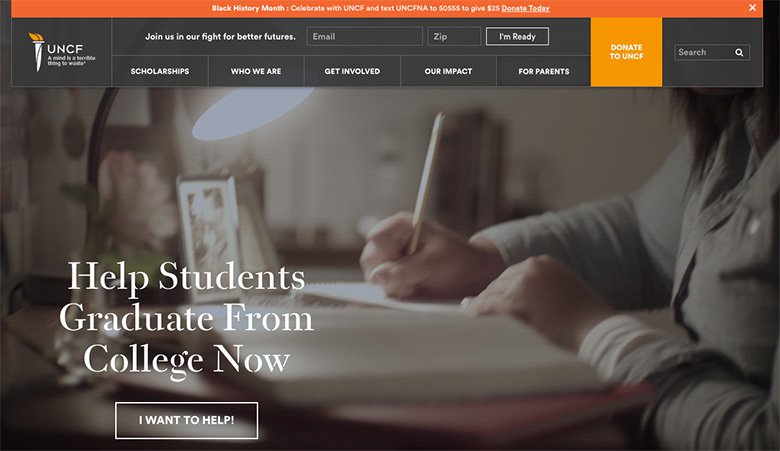 Black History Month : Celebrate with UNCF and text UNCFNA to 50555 to give $25 Donate Today
Join us in our fight for better futures.
Email
Zip
I'm Ready
UNCF
A mind is a terrible
thing to waste®
SCHOLARSHIPS
WHO WE ARE
GET INVOLVED
OUR IMPACT
FOR PARENTS
DONATE
TO UNCF
Search
Help Students
Graduate From
College Now
I WANT TO HELP!